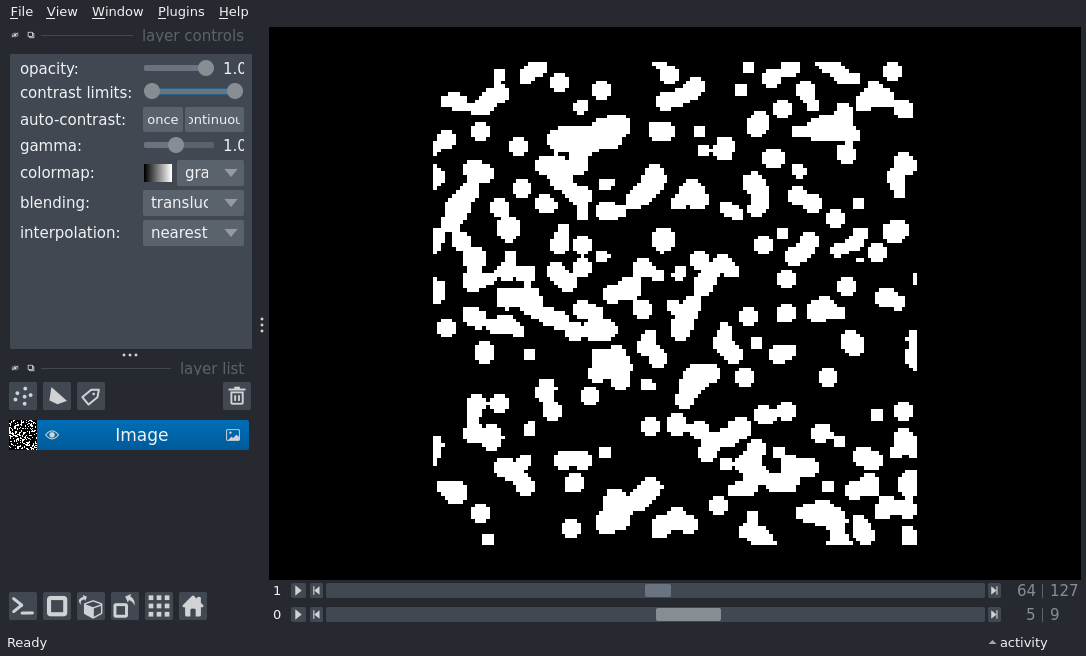 File View Window Plugins Help
layer controls
opacity: 1.0
contrast limits:
auto-contrast: once ontinuou
gamma: 1.0
colormap: gra
blending: transluc
interpolation: nearest
layer list
Image
1 64 | 127
0 5 | 9
Ready activity